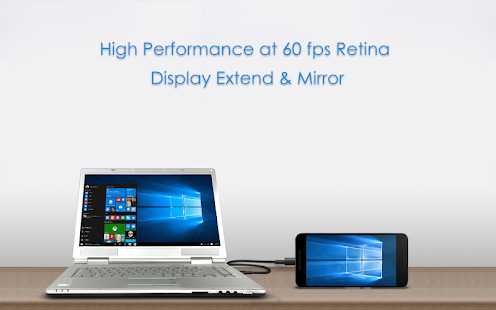 High Performance at 60 fps Retina
Display Extend & Mirror